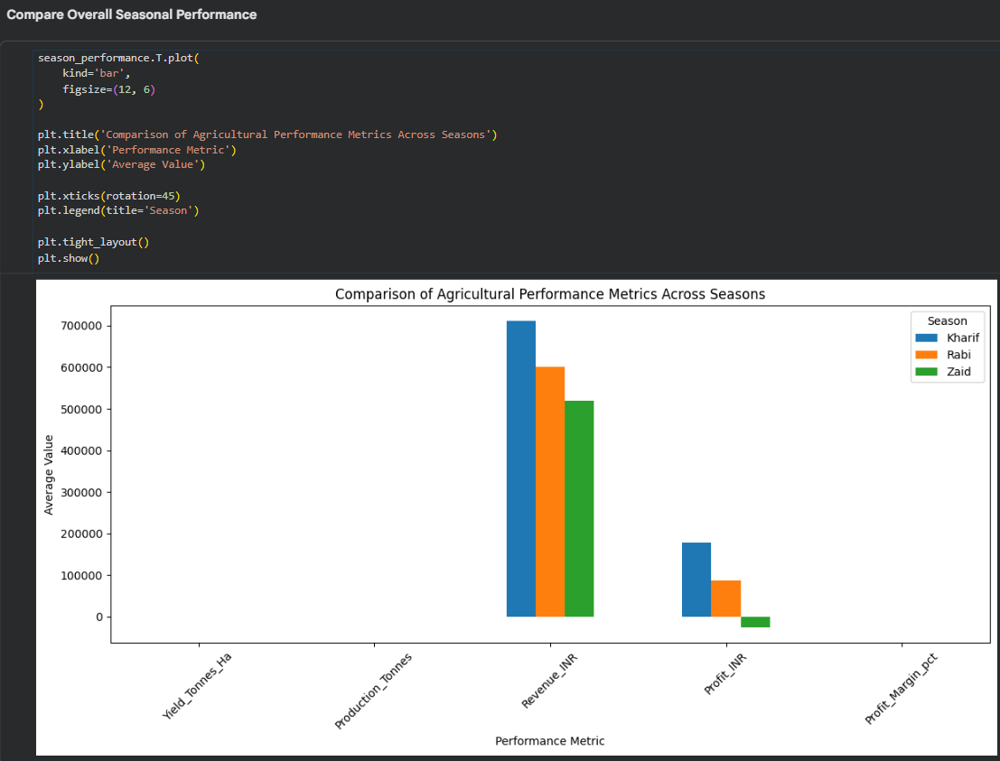 Compare Overall Seasonal Performance
season_performance.T.plot(
    kind='bar',
    figsize=(12, 6)
)
plt.title('Comparison of Agricultural Performance Metrics Across Seasons')
plt.xlabel('Performance Metric')
plt.ylabel('Average Value')
plt.xticks(rotation=45)
plt.legend(title='Season')
plt.tight_layout()
plt.show()
Comparison of Agricultural Performance Metrics Across Seasons
Season
Kharif
Rabi
Zaid
Average Value
700000
600000
500000
400000
300000
200000
100000
0
Yield_Tonnes_Ha
Production_Tonnes
Revenue_INR
Profit_INR
Profit_Margin_pct
Performance Metric